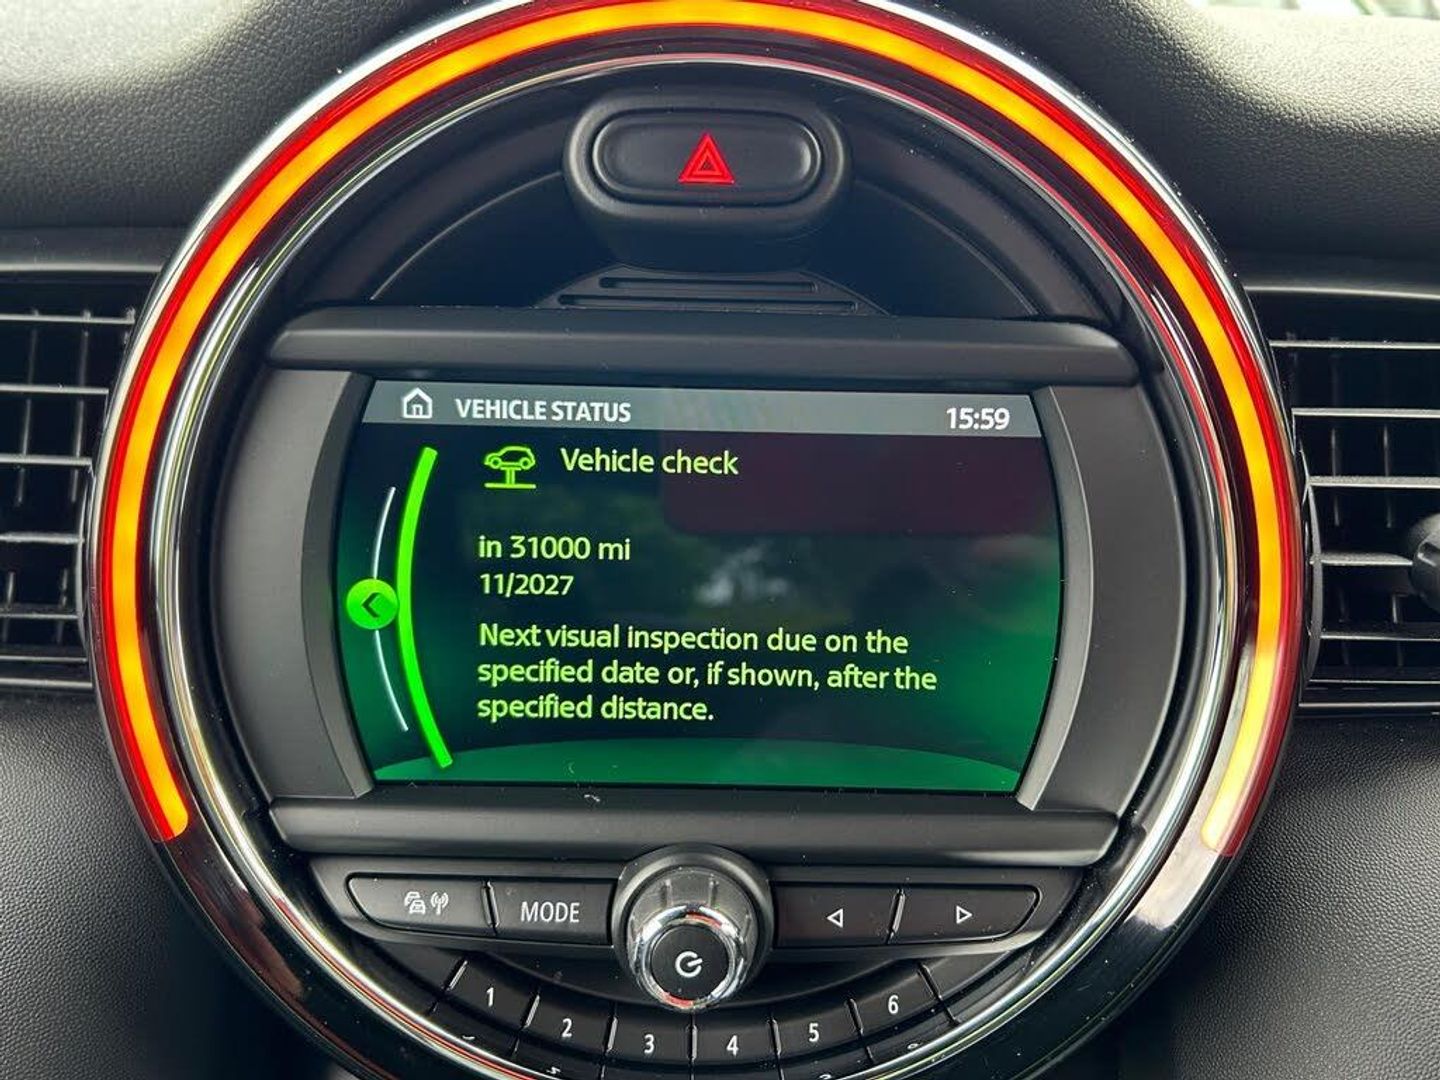 VEHICLE STATUS 15:59
Vehicle check
in 31000 mi
11/2027
Next visual inspection due on the
specified date or, if shown, after the
specified distance.
MODE
1 2 3 4 5 6